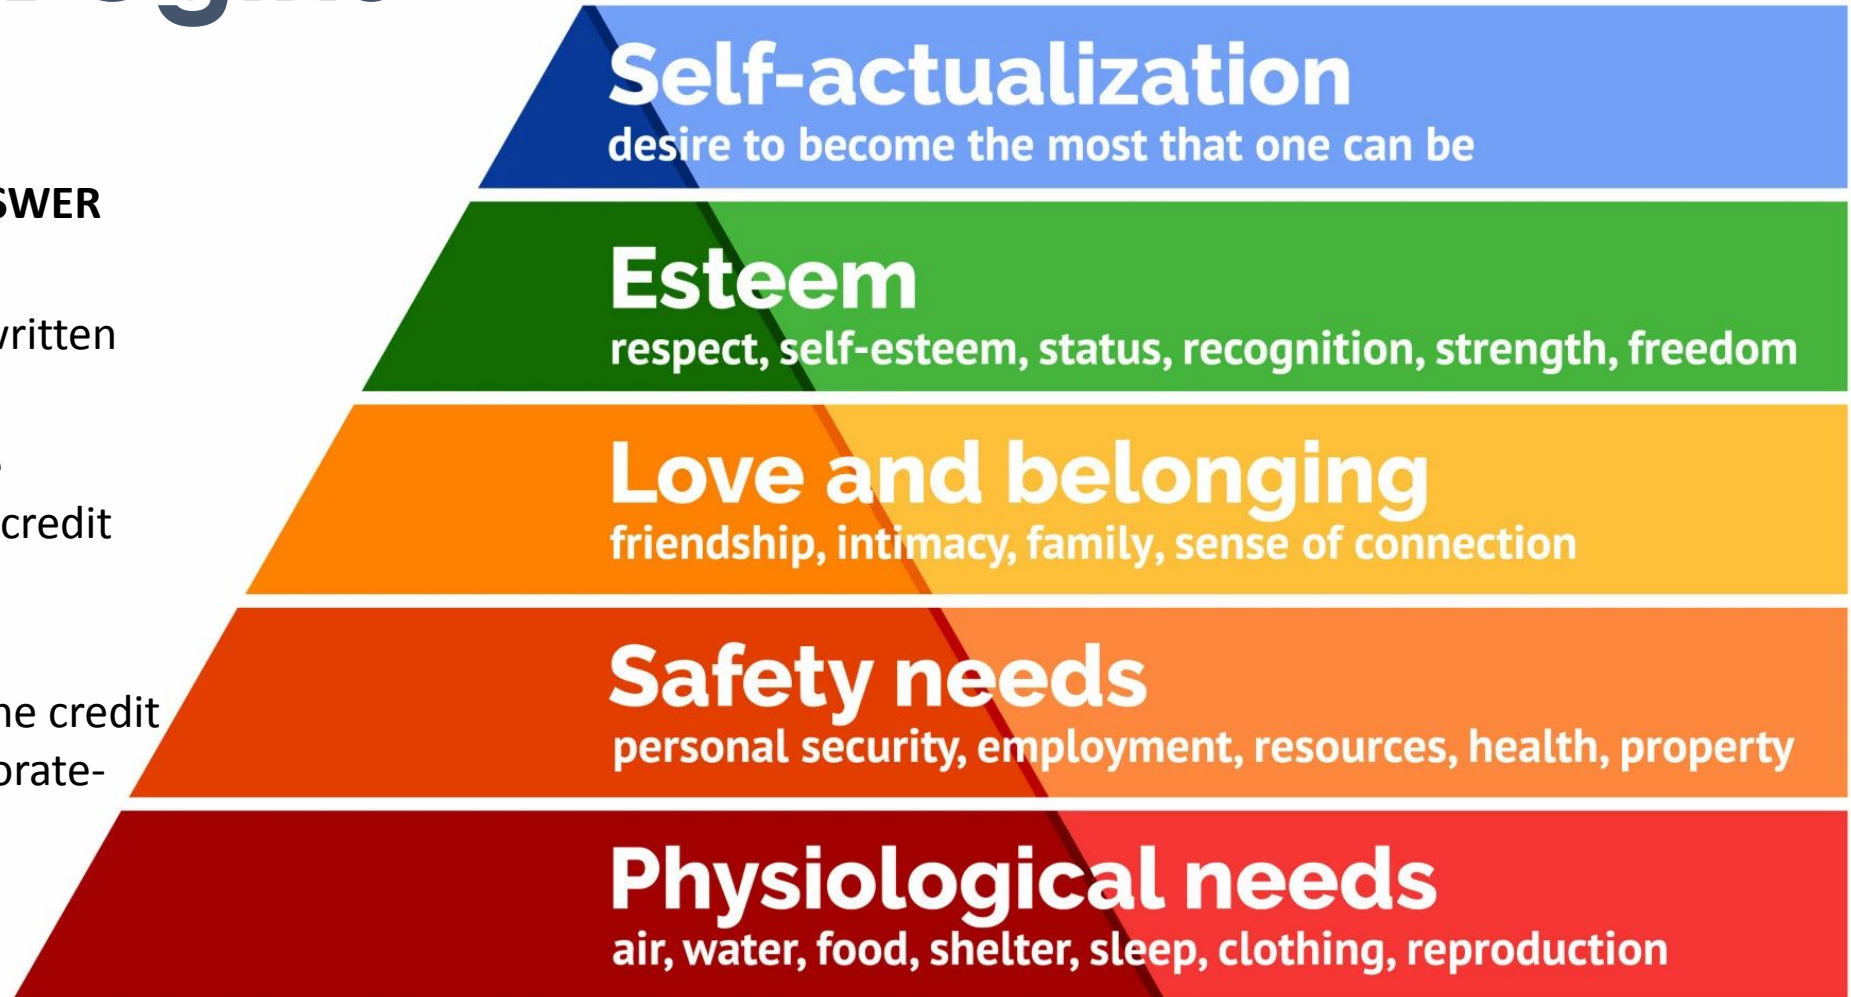 SWER
written
credit
he credit
orate-
Self-actualization
desire to become the most that one can be
Esteem
respect, self-esteem, status, recognition, strength, freedom
Love and belonging
friendship, intimacy, family, sense of connection
Safety needs
personal security, employment, resources, health, property
Physiological needs
air, water, food, shelter, sleep, clothing, reproduction